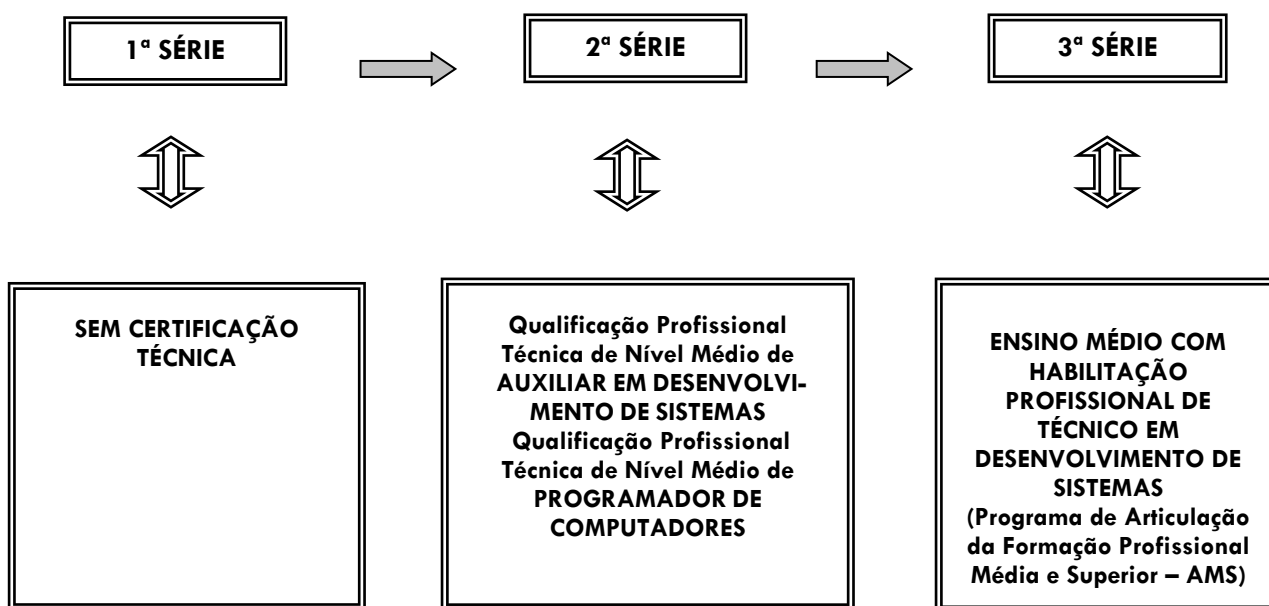 1ª SÉRIE
2ª SÉRIE
3ª SÉRIE
SEM CERTIFICAÇÃO
TÉCNICA
Qualificação Profissional
Técnica de Nível Médio de
AUXILIAR EM DESENVOLVI-
MENTO DE SISTEMAS
Qualificação Profissional
Técnica de Nível Médio de
PROGRAMADOR DE
COMPUTADORES
ENSINO MÉDIO COM
HABILITAÇÃO
PROFISSIONAL DE
TÉCNICO EM
DESENVOLVIMENTO DE
SISTEMAS
(Programa de Articulação
da Formação Profissional
Média e Superior – AMS)